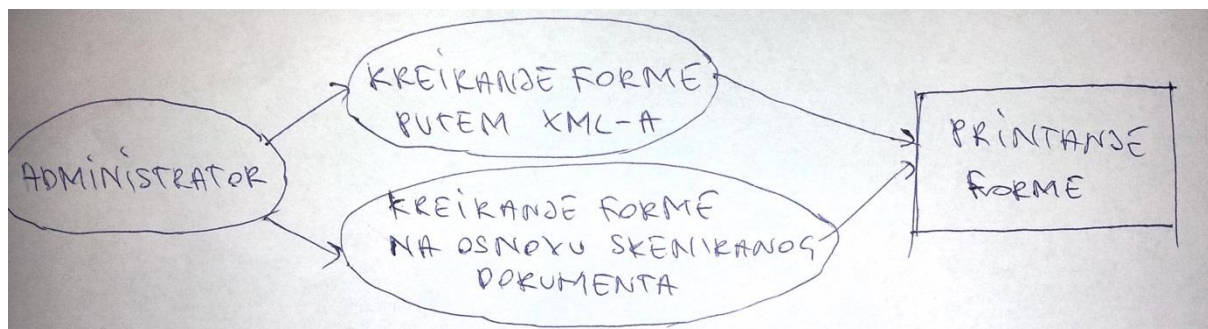 ADMINISTRATOR
KREIRANJE FORME
PUTEM XML-A
KREIRANJE FORME
NA OSNOVU SKENIRANOG
DOKUMENTA
PRINTANJE
FORME